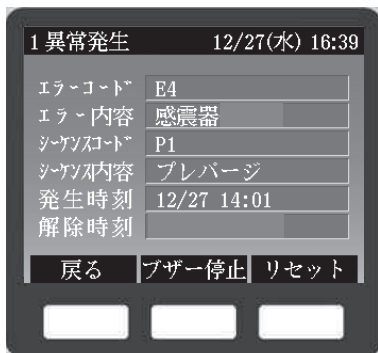 1 異常発生 12/27(水) 16:39
ｴﾗｰｺｰﾄﾞ E4
ｴﾗｰ内容 感震器
ｼｰｹﾝｽｺｰﾄﾞ P1
ｼｰｹﾝｽ内容 プレパージ
発生時刻 12/27 14:01
解除時刻
戻る ブザー停止 リセット